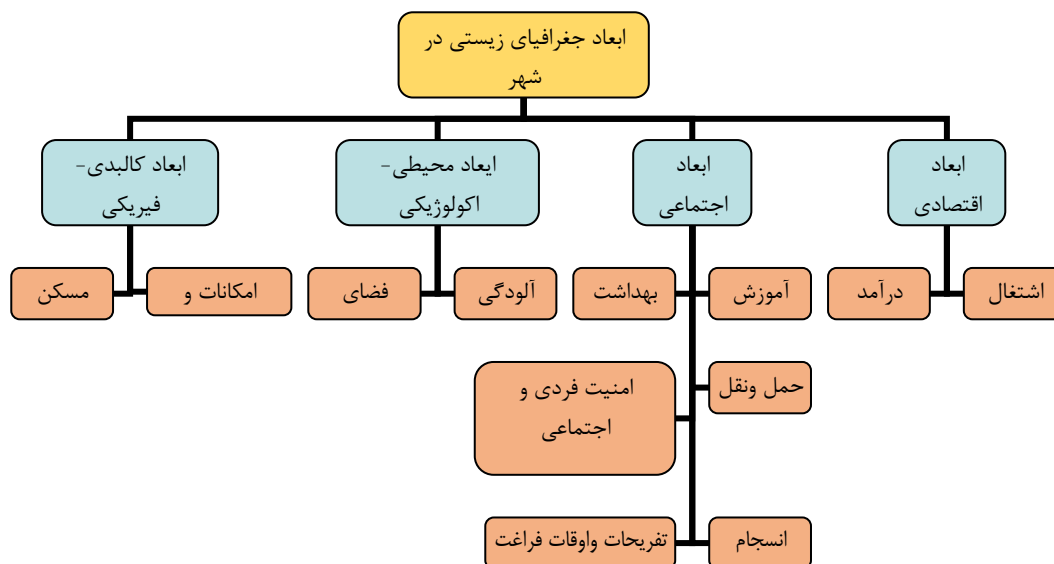 ابعاد جغرافیای زیستی در
شهر
ابعاد
اقتصادی
ابعاد
اجتماعی
ایعاد محیطی-
اکولوژیکی
ابعاد کالبدی-
فیریکی
اشتغال
درآمد
آموزش
بهداشت
آلودگی
فضای
امکانات و
مسکن
حمل ونقل
امنیت فردی و
اجتماعی
انسجام
تفریحات واوقات فراغت